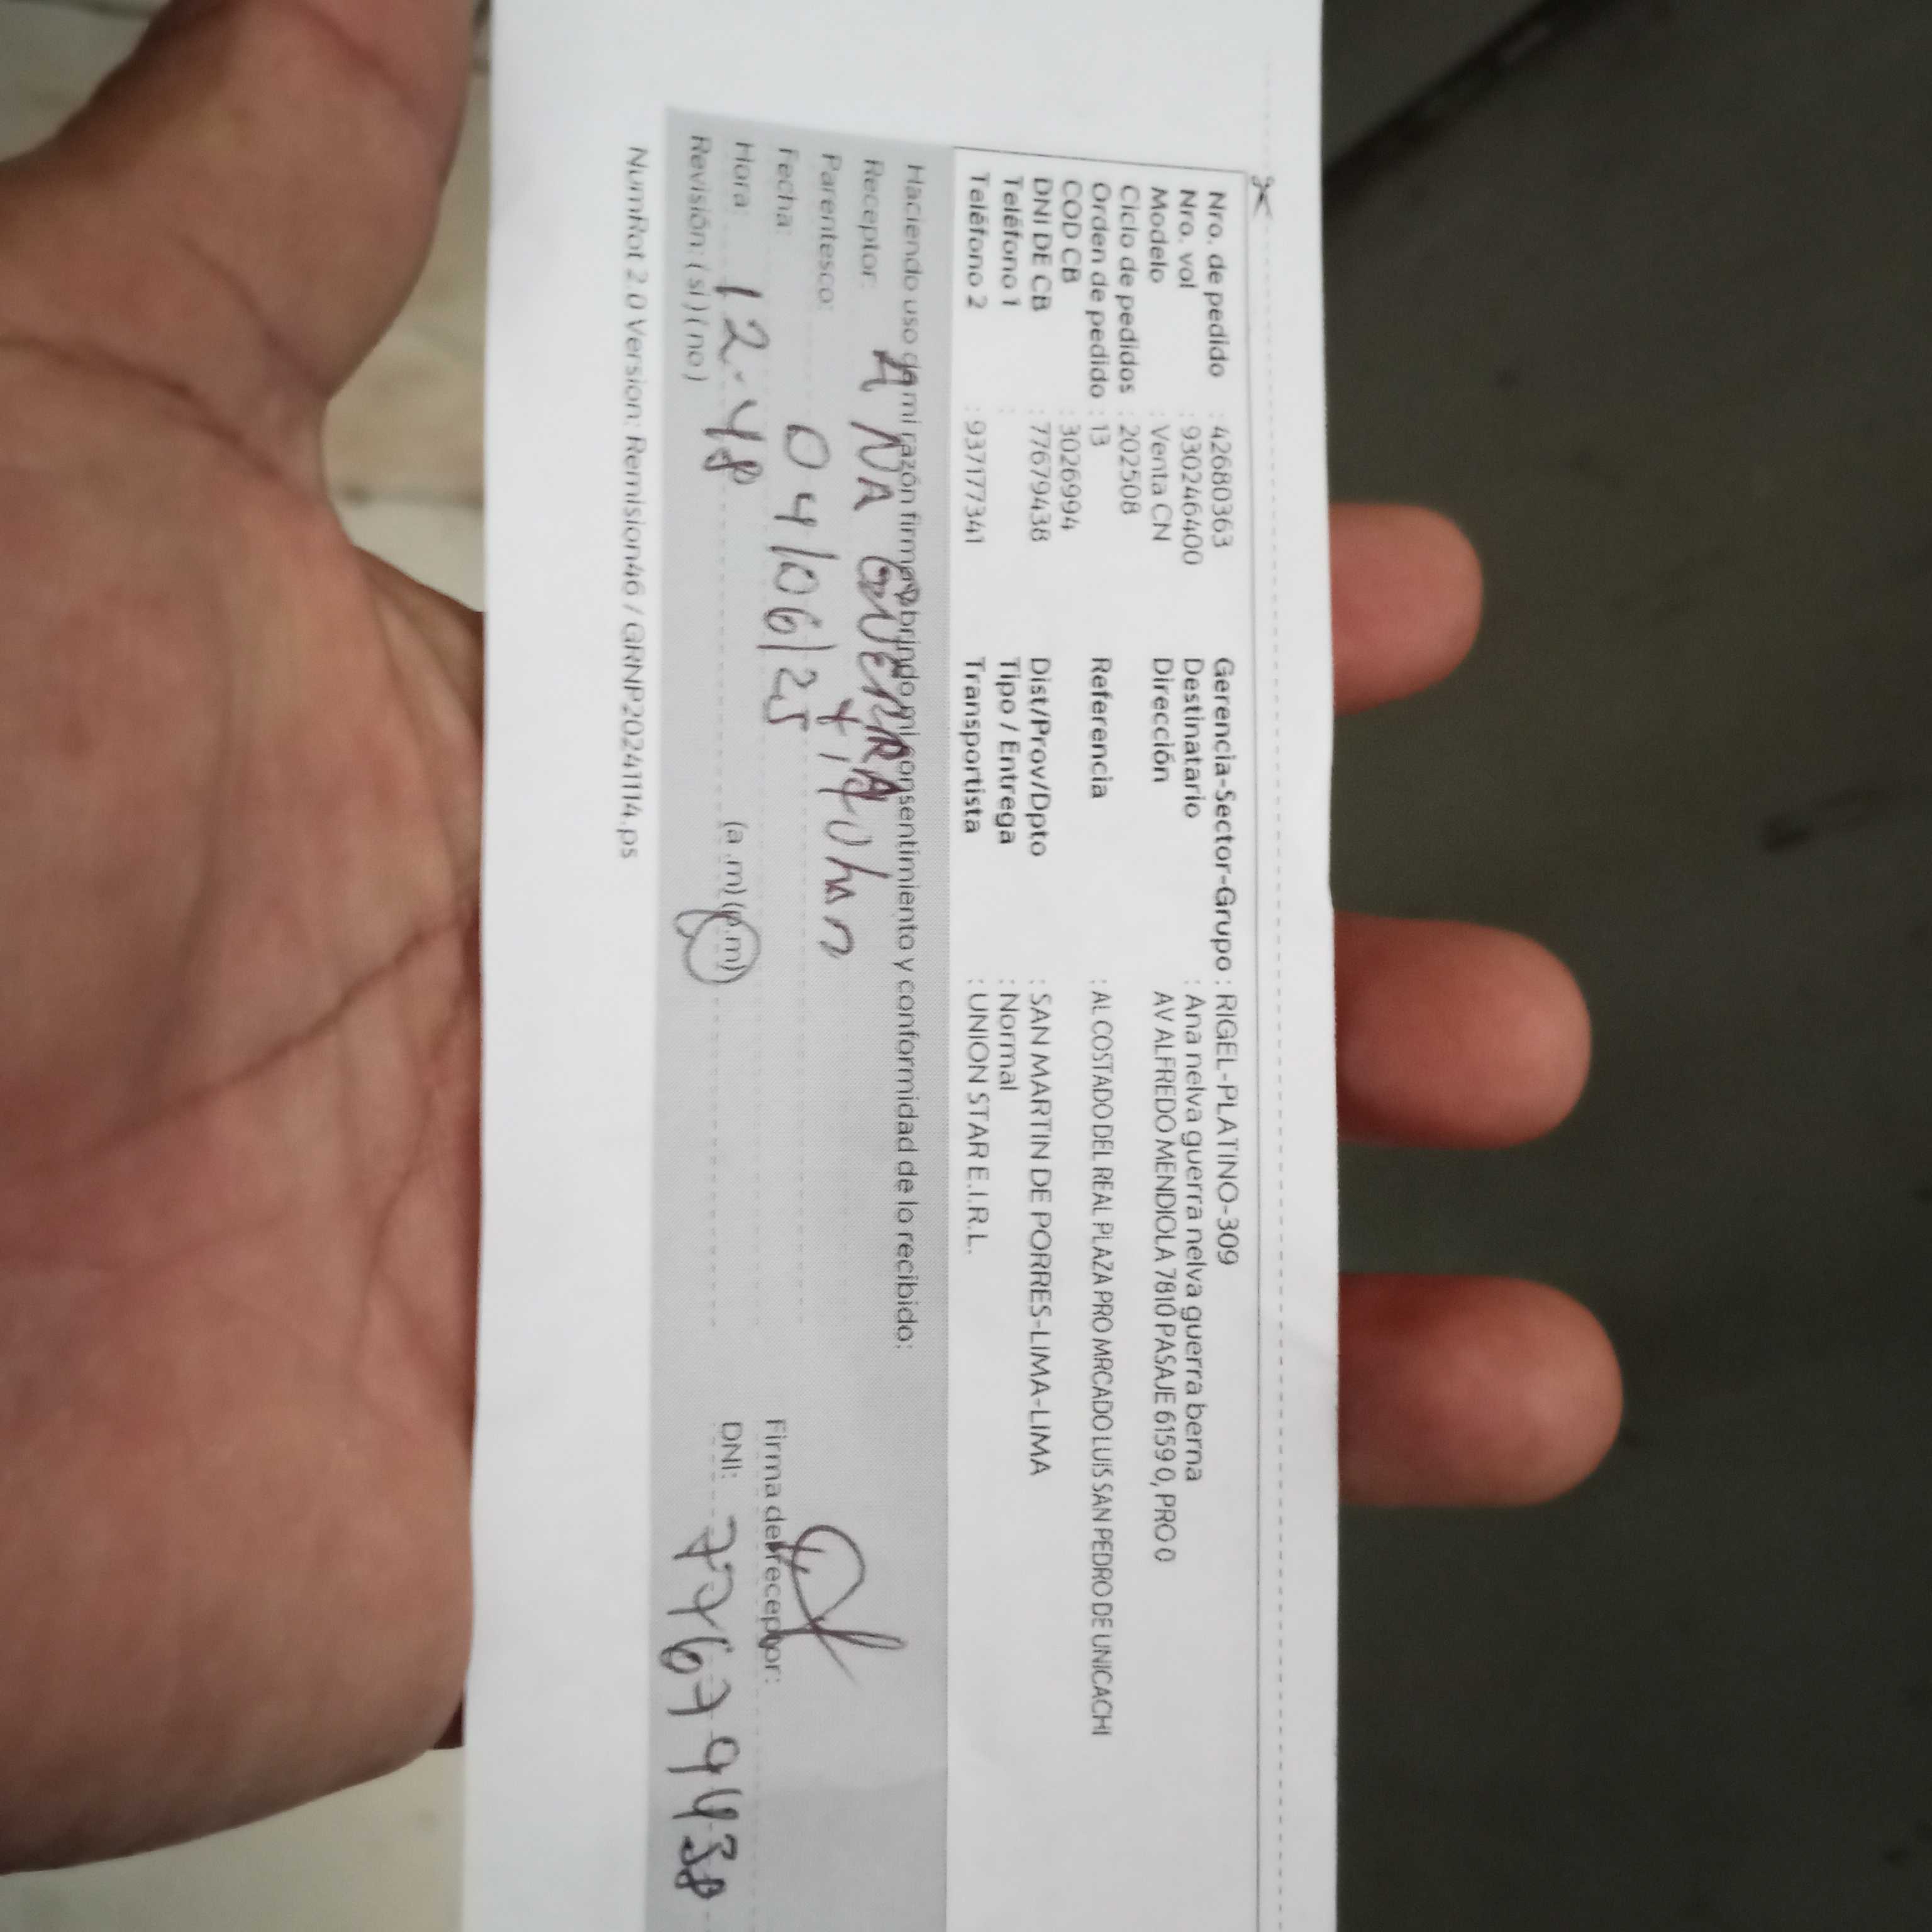 Nro. de pedido : 42680363 Gerencia-Sector-Grupo : RIGEL-PLATINO-309
Nro. vol : 930246400 Destinatario : Ana nelva guerra nelva guerra berna
Modelo : Venta CN Dirección AV ALFREDO MENDIOLA 7810 PASAJE 6159 0, PRO 0
Ciclo de pedidos : 202508
Orden de pedido : 13 Referencia : AL COSTADO DEL REAL PLAZA PRO MRCADO LUIS SAN PEDRO DE UNICACHI
COD CB : 3026994
DNI DE CB : 77679438 Dist/Prov/Dpto : SAN MARTIN DE PORRES-LIMA-LIMA
Teléfono 1 : Tipo / Entrega : Normal
Teléfono 2 : 937177341 Transportista : UNION STAR E.I.R.L.
Haciendo uso de mi razón firmo y brindo mi consentimiento y conformidad de lo recibido:
Receptor: ANA GUERRA
Parentesco:
Fecha: 04/06/25 Firma del receptor:
Hora: 12-48 (a.m) (p.m) DNI: 77679438
Revisión: ( si ) ( no )
NumRot 2.0 Version: Remision46 / GRNP20241114.ps